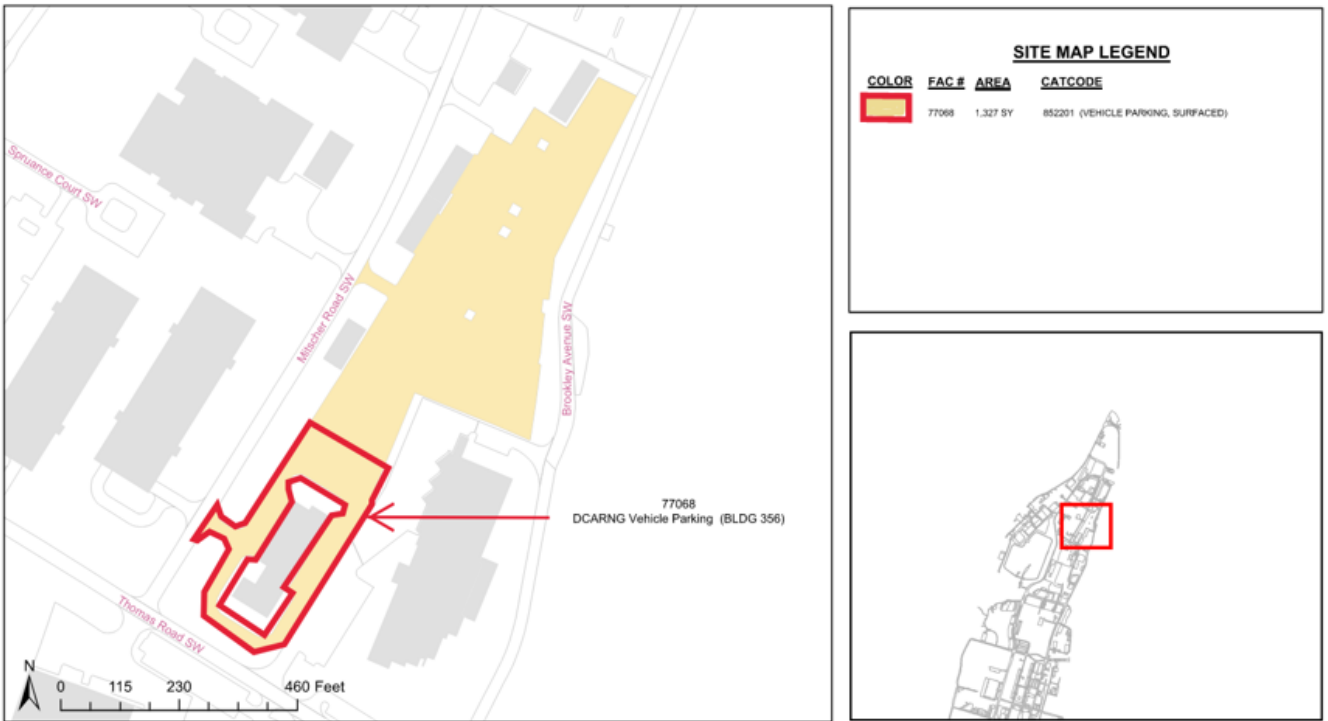 Spruance Court SW
Mitscher Road SW
Brookley Avenue SW
77068
DCARNG Vehicle Parking (BLDG 356)
Thomas Road SW
N
0 115 230 460 Feet
SITE MAP LEGEND
COLOR FAC # AREA CATCODE
77068 1,327 SY 852201 (VEHICLE PARKING, SURFACED)